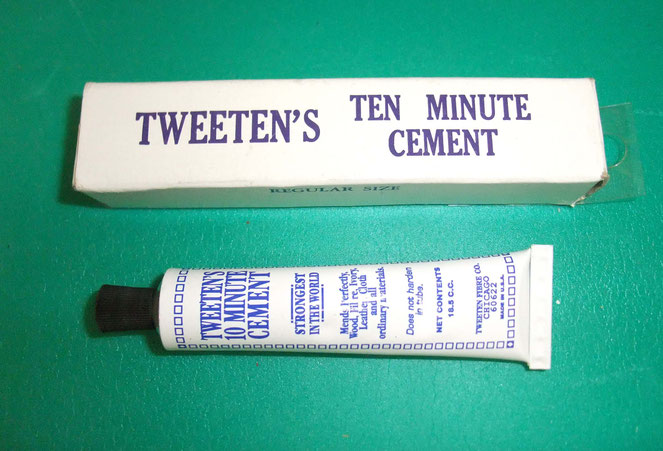 TWEETEN'S
TEN MINUTE
CEMENT
REGULAR SIZE
TWEETEN'S
10 MINUTE
CEMENT
STRONGEST
IN THE WORLD
Mends Perfectly,
Wood, Fibre, Ivory,
Leather, Cloth
and all
ordinary materials.
Does not harden
in tube.
NET CONTENTS
18.5 C.C.
TWEETEN FIBRE CO.
CHICAGO
60622
MADE IN U.S.A.